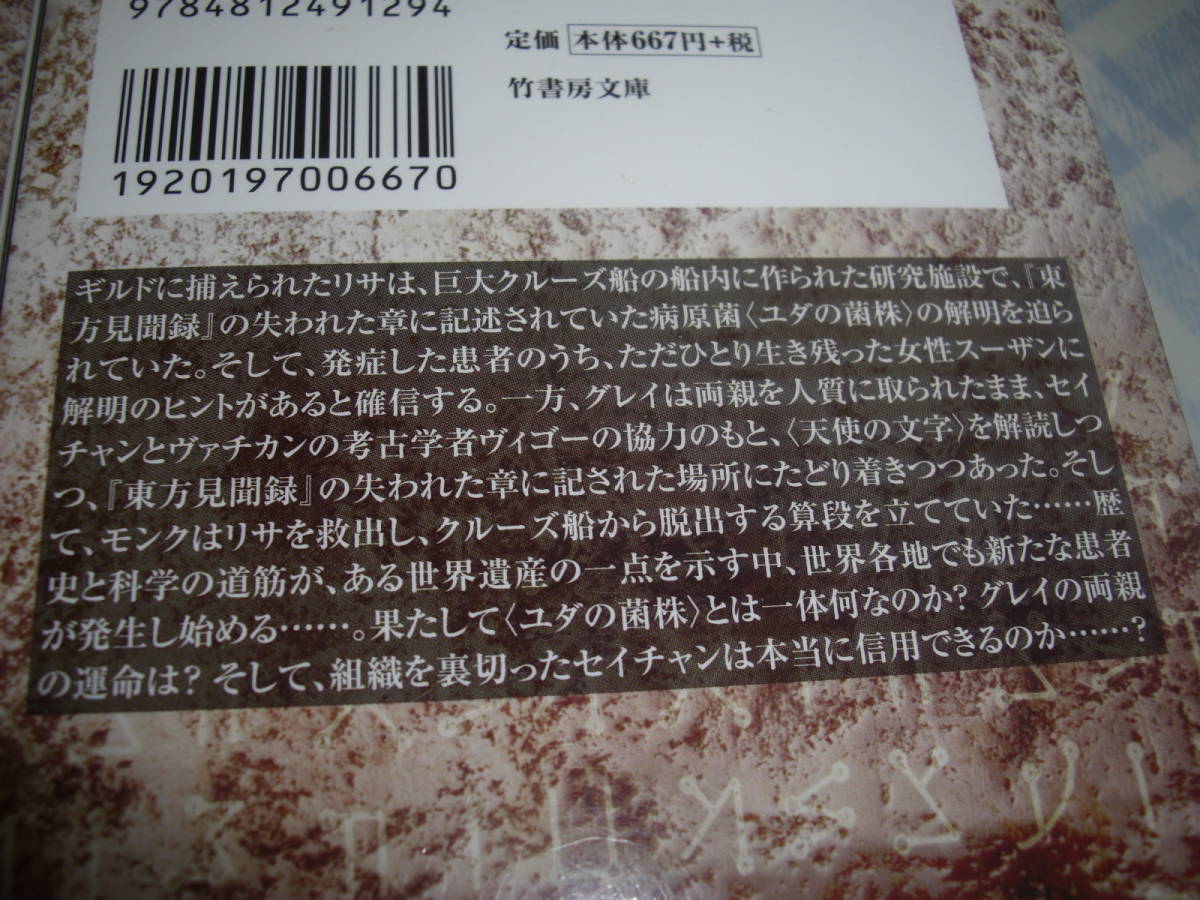 9784812491294
定価 本体667円+税
竹書房文庫
1920197006670
ギルドに捕えられたリサは、巨大クルーズ船の船内に作られた研究施設で、『東
方見聞録』の失われた章に記述されていた病原菌〈ユダの菌株〉の解明を迫ら
れていた。そして、発症した患者のうち、ただひとり生き残った女性スーザンに
解明のヒントがあると確信する。一方、グレイは両親を人質に取られたまま、セイ
チャンとヴァチカンの考古学者ヴィゴーの協力のもと、〈天使の文字〉を解読しつ
つ、『東方見聞録』の失われた章に記された場所にたどり着きつつあった。そし
て、モンクはリサを救出し、クルーズ船から脱出する算段を立てていた……歴
史と科学の道筋が、ある世界遺産の一点を示す中、世界各地でも新たな患者
が発生し始める……。果たして〈ユダの菌株〉とは一体何なのか? グレイの両親
の運命は? そして、組織を裏切ったセイチャンは本当に信用できるのか……?